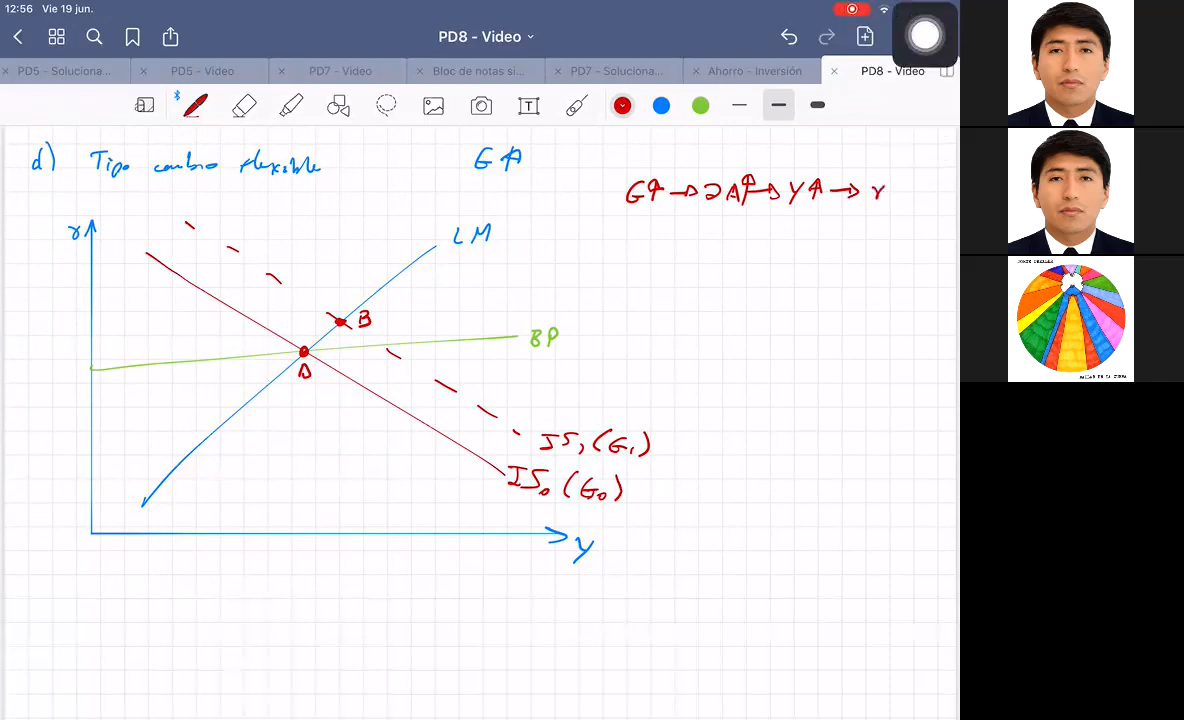 12:56 Vie 19 jun.
PD8 - Video
PD5 - Soluciona...
PD5 - Video
PD7 - Video
Bloc de notas si...
PD7 - Soluciona...
Ahorro - Inversión
PD8 - Video
T
d) Tipo cambio flexible G↑
G↑ → DA↑ → Y↑ → r
r
LM
B
BP
A
IS₁ (G₁)
IS₀ (G₀)
Y